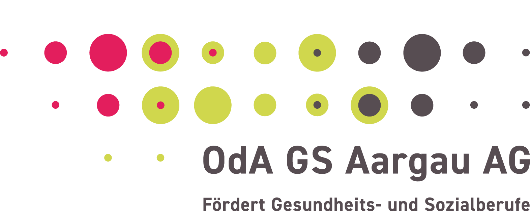 OdA GS Aargau AG
Fördert Gesundheits- und Sozialberufe